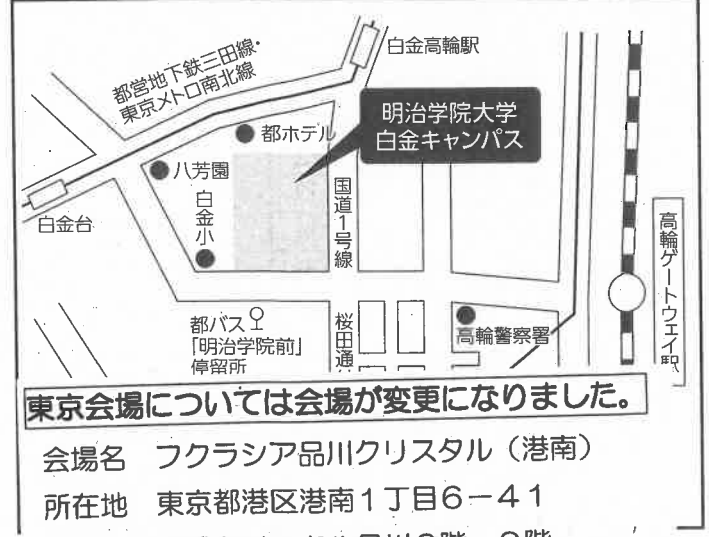 白金高輪駅
都営地下鉄三田線・
東京メトロ南北線
明治学院大学
白金キャンパス
都ホテル
八芳園
白金小
白金台
国道1号線
高輪ゲートウェイ駅
都バス
「明治学院前」
停留所
桜田通
高輪警察署
東京会場については会場が変更になりました。
会場名 フクラシア品川クリスタル（港南）
所在地 東京都港区港南1丁目6－41